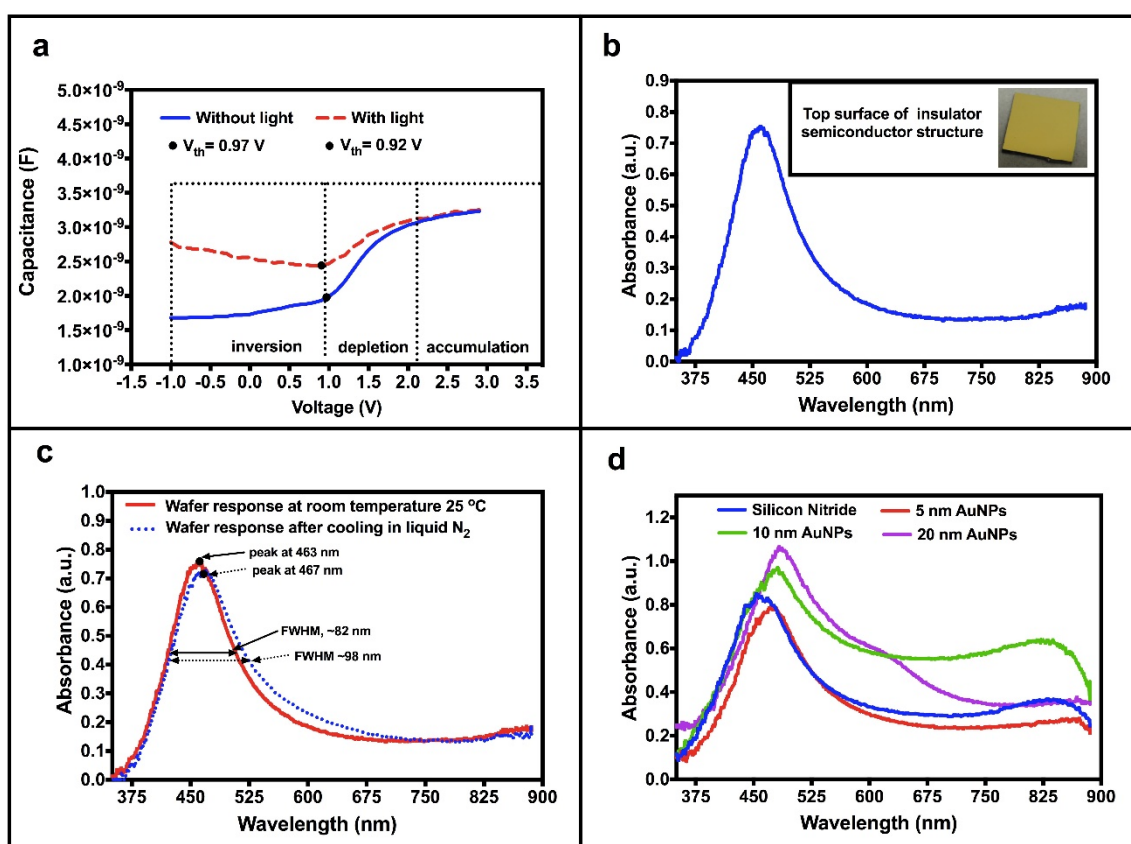 a
Capacitance (F)
5.0×10⁻⁹
4.5×10⁻⁹
4.0×10⁻⁹
3.5×10⁻⁹
3.0×10⁻⁹
2.5×10⁻⁹
2.0×10⁻⁹
1.5×10⁻⁹
1.0×10⁻⁹
Without light With light
V_th= 0.97 V V_th= 0.92 V
inversion depletion accumulation
-1.5 -1.0 -0.5 0.0 0.5 1.0 1.5 2.0 2.5 3.0 3.5
Voltage (V)
b
Absorbance (a.u.)
0.9
0.8
0.7
0.6
0.5
0.4
0.3
0.2
0.1
0.0
Top surface of insulator
semiconductor structure
375 450 525 600 675 750 825 900
Wavelength (nm)
c
Absorbance (a.u.)
1.0
0.9
0.8
0.7
0.6
0.5
0.4
0.3
0.2
0.1
0.0
Wafer response at room temperature 25 ºC
Wafer response after cooling in liquid N₂
peak at 463 nm
peak at 467 nm
FWHM, ~82 nm
FWHM ~98 nm
375 450 525 600 675 750 825 900
Wavelength (nm)
d
Absorbance (a.u.)
1.2
1.0
0.8
0.6
0.4
0.2
0.0
Silicon Nitride 5 nm AuNPs
10 nm AuNPs 20 nm AuNPs
375 450 525 600 675 750 825 900
Wavelength (nm)